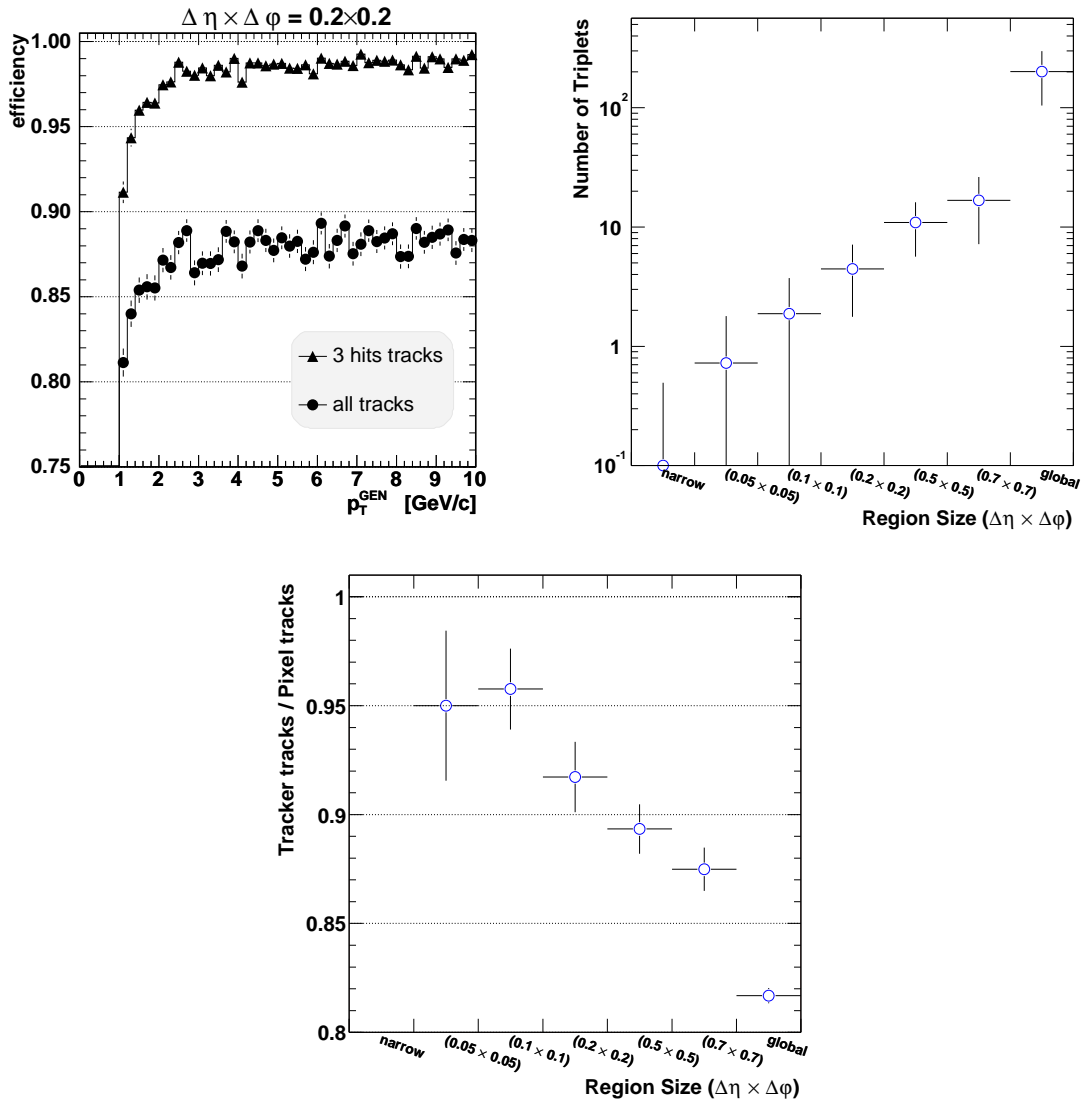 Δ η × Δ φ = 0.2×0.2
efficiency
1.00
0.95
0.90
0.85
0.80
0.75
3 hits tracks
all tracks
0 1 2 3 4 5 6 7 8 9 10
p_T^GEN [GeV/c]
Number of Triplets
10²
10
1
10⁻¹
narrow (0.05 × 0.05) (0.1 × 0.1) (0.2 × 0.2) (0.5 × 0.5) (0.7 × 0.7) global
Region Size (Δη × Δφ)
Tracker tracks / Pixel tracks
1
0.95
0.9
0.85
0.8
narrow (0.05 × 0.05) (0.1 × 0.1) (0.2 × 0.2) (0.5 × 0.5) (0.7 × 0.7) global
Region Size (Δη × Δφ)